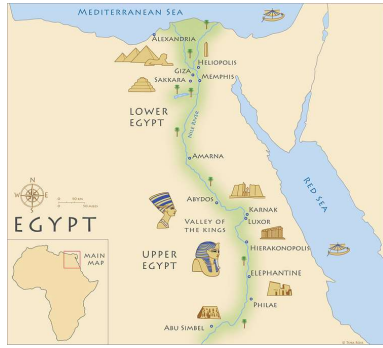 MEDITERRANEAN SEA
ALEXANDRIA
HELIOPOLIS
GIZA
SAKKARA
MEMPHIS
LOWER
EGYPT
NILE RIVER
AMARNA
ABYDOS
KARNAK
LUXOR
VALLEY OF
THE KINGS
RED SEA
N
W
E
S
EGYPT
HIERAKONOPOLIS
UPPER
EGYPT
MAIN
MAP
ELEPHANTINE
PHILAE
ABU SIMBEL